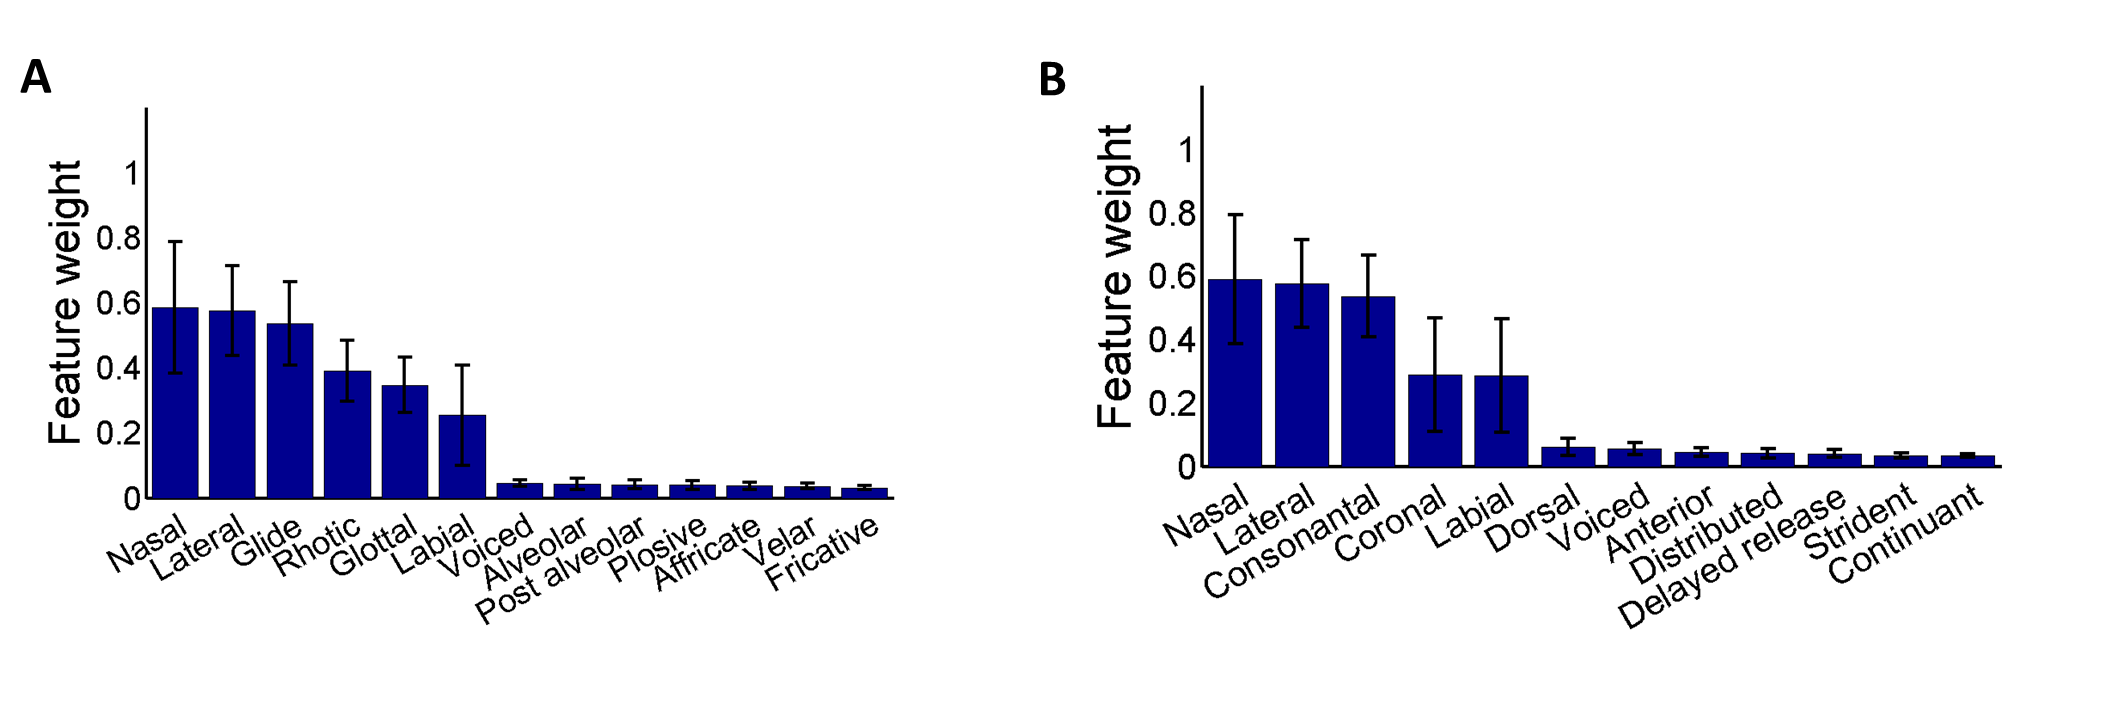 A
Feature weight
1
0.8
0.6
0.4
0.2
0
Nasal
Lateral
Glide
Rhotic
Glottal
Labial
Voiced
Alveolar
Post alveolar
Plosive
Affricate
Velar
Fricative
B
Feature weight
1
0.8
0.6
0.4
0.2
0
Nasal
Lateral
Consonantal
Coronal
Labial
Dorsal
Voiced
Anterior
Distributed
Delayed release
Strident
Continuant